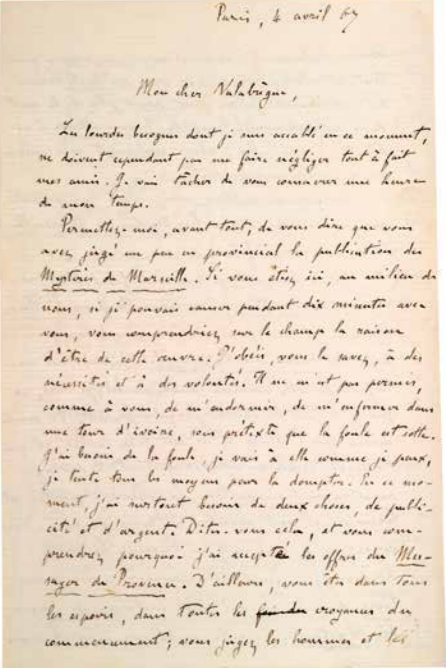 Paris, 4 avril 67
Mon cher Valabrègue,
Les lourdes besognes dont je suis accablé en ce moment,
ne doivent cependant pas me faire négliger tout à fait
mes amis. Je vais tâcher de vous consacrer une heure
de mon temps.
Permettez-moi, avant tout, de vous dire que vous
avez jugé un peu en provincial la publication des
Mystères de Marseille. Si vous étiez ici, au milieu de
nous, si je pouvais causer pendant dix minutes avec
vous, vous comprendriez sur le champ la raison
d'être de cette œuvre. J'obéis, vous le savez, à des
nécessités et à des volontés. Il ne m'est pas permis,
comme à vous, de m'endormir, de m'enfermer dans
une tour d'ivoire, sous prétexte que la foule est sotte.
J'ai besoin de la foule, je vais à elle comme je peux,
je tente tous les moyens pour la dompter. En ce mo-
ment, j'ai surtout besoin de deux choses, de publi-
cité et d'argent. Dites-vous cela, et vous com-
prendrez pourquoi j'ai accepté les offres du Mes-
sager de Provence. D'ailleurs, vous êtes dans tous
les espoirs, dans toutes les croyances du
commencement; vous jugez les hommes et les